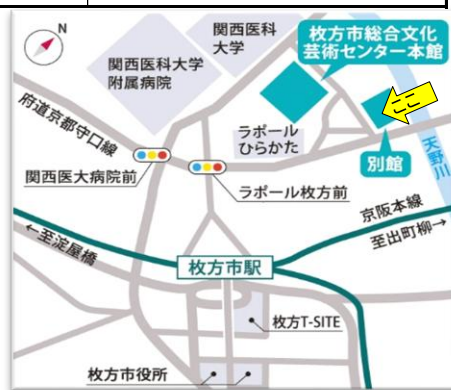 N
関西医科
大学
枚方市総合文化
芸術センター本館
関西医科大学
附属病院
ここ
府道京都守口線
ラポール
ひらかた
別館
天野川
関西医大病院前
ラポール枚方前
京阪本線
至出町柳→
←至淀屋橋
枚方市駅
枚方T-SITE
枚方市役所